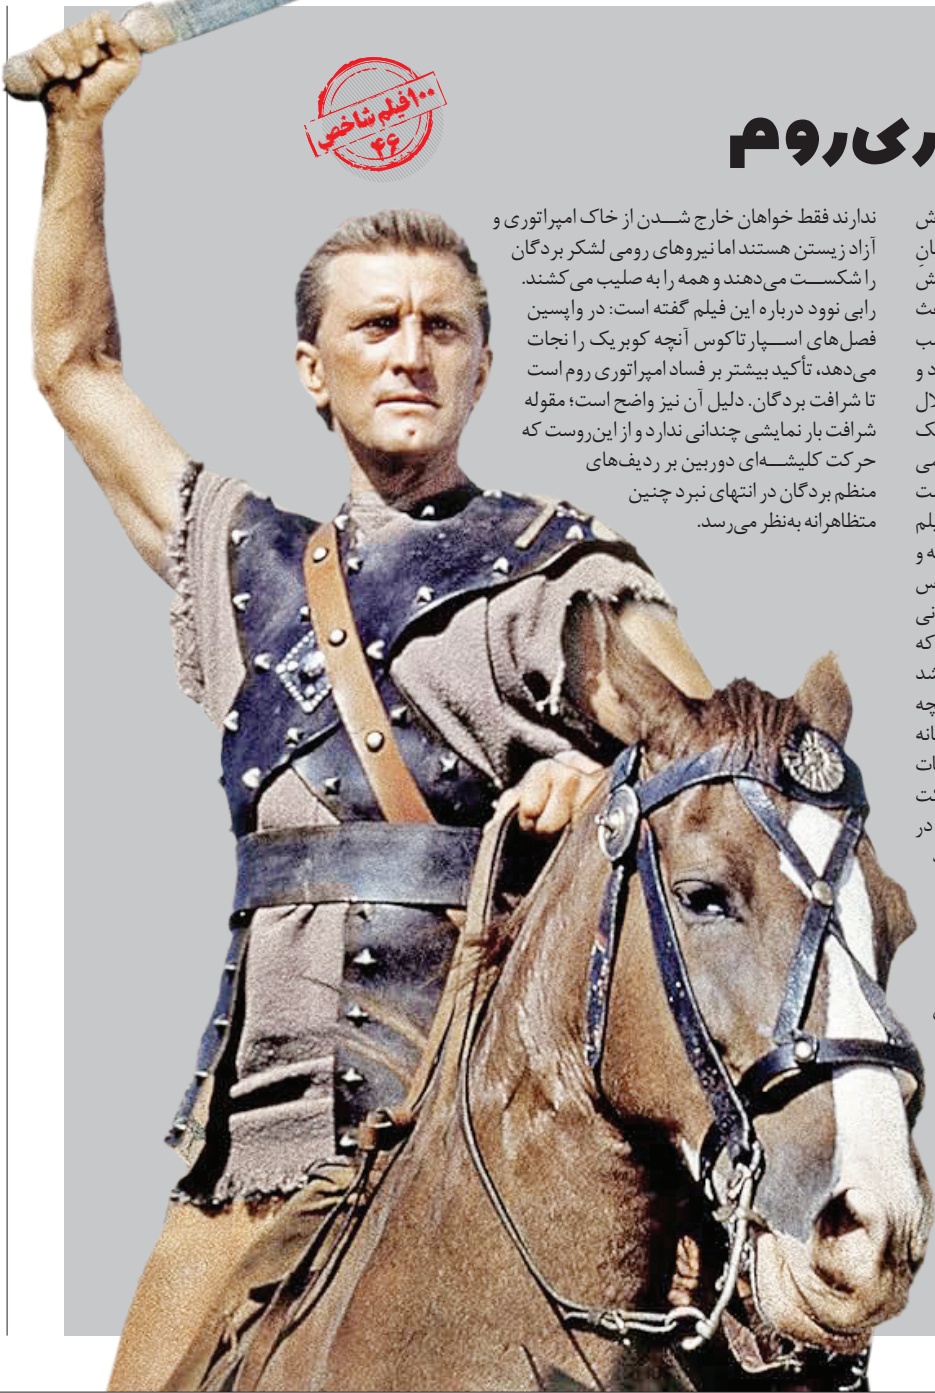 ۱۰۰فیلم شاخص
۴۶
ری‌روم
ندارند فقط خواهان خارج شدن از خاک امپراتوری و
آزاد زیستن هستند اما نیروهای رومی لشکر بردگان
را شکست می‌دهند و همه را به صلیب می‌کشند.
رابی نوود درباره این فیلم گفته است: در واپسین
فصل‌های اسپارتاکوس آنچه کوبریک را نجات
می‌دهد، تأکید بیشتر بر فساد امپراتوری روم است
تا شرافت بردگان. دلیل آن نیز واضح است؛ مقوله
شرافت بار نمایشی چندانی ندارد و از این‌روست که
حرکت کلیشه‌ای دوربین بر ردیف‌های
منظم بردگان در انتهای نبرد چنین
متظاهرانه به‌نظر می‌رسد.